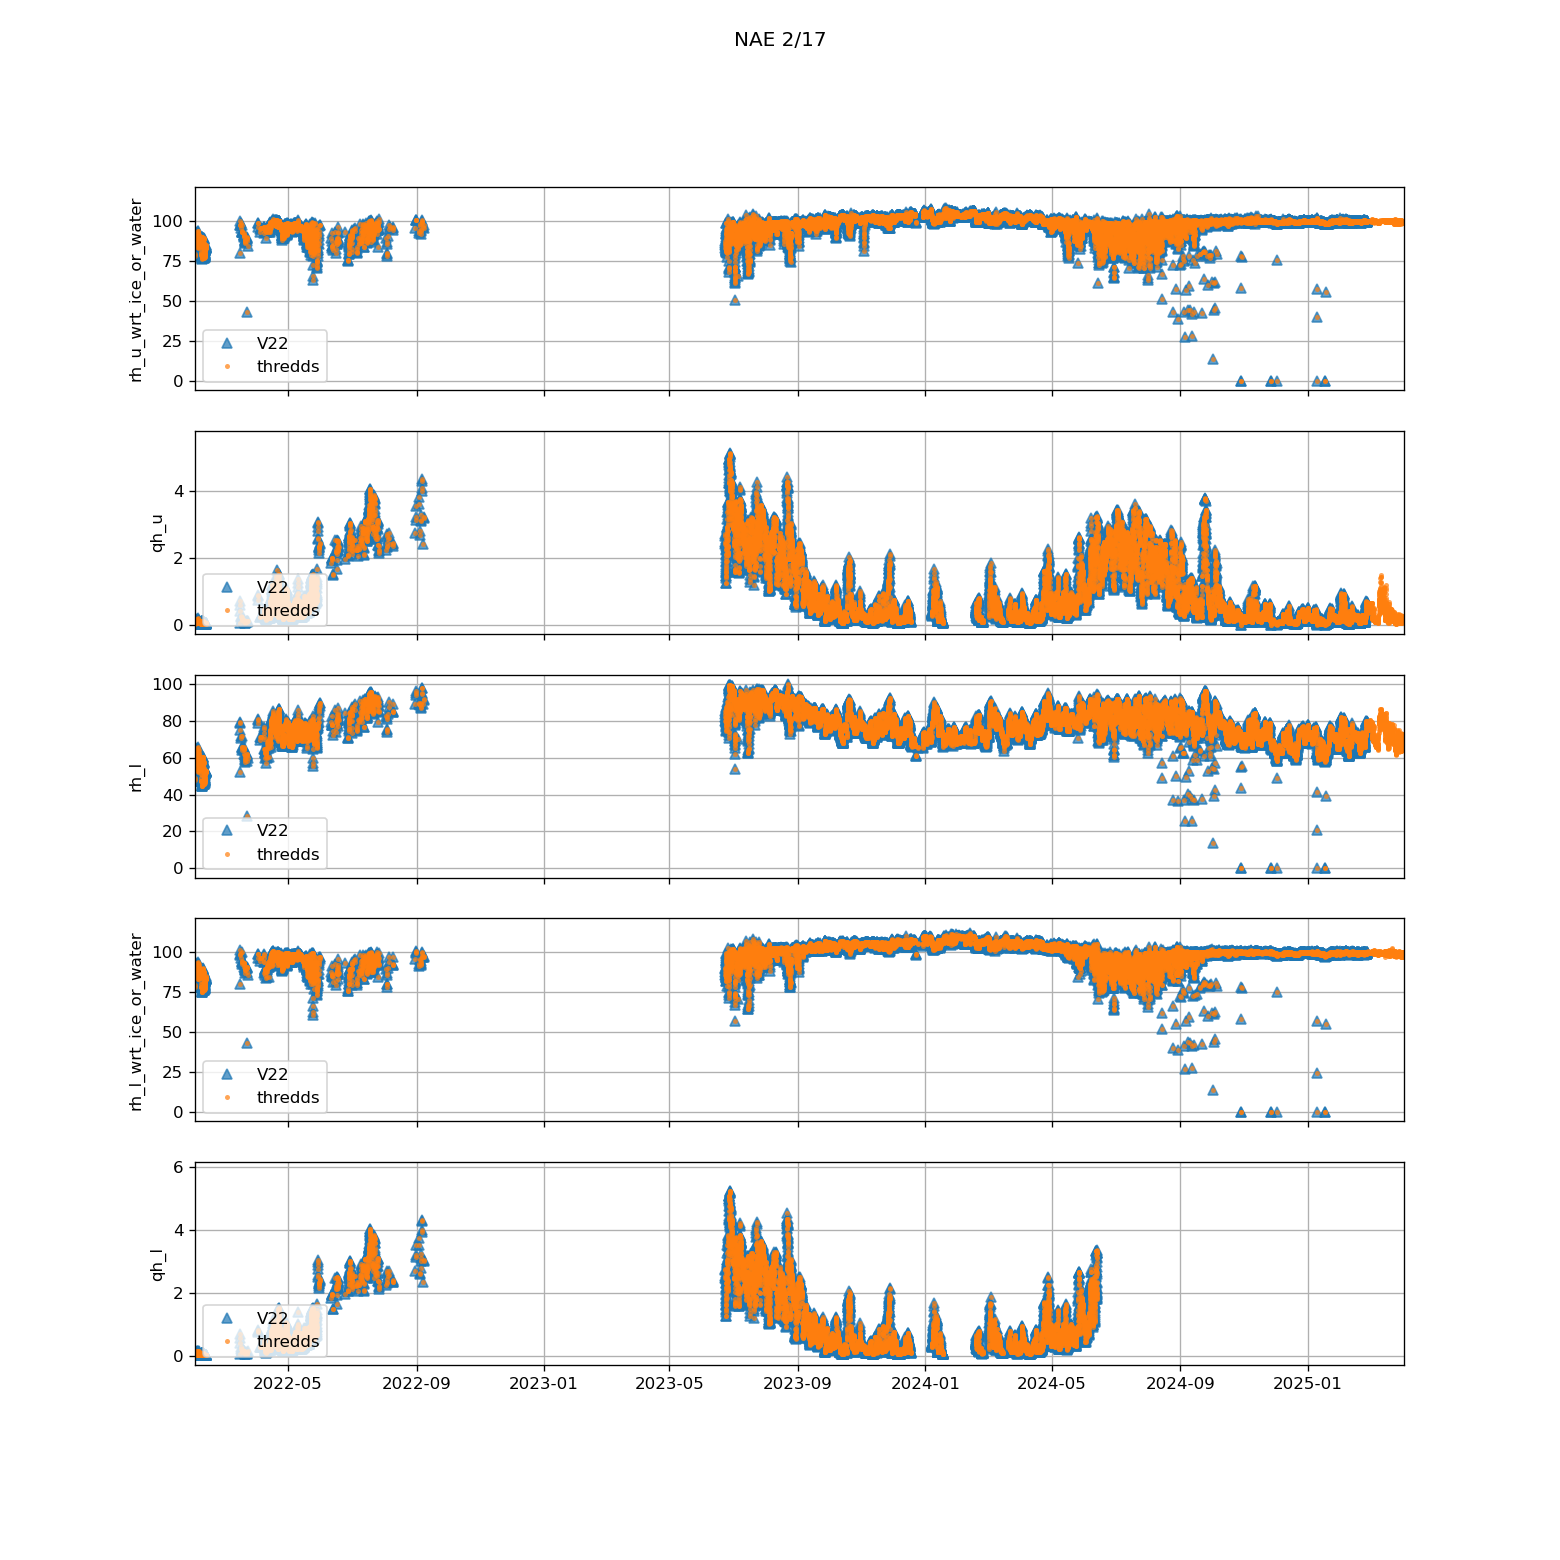 NAE 2/17
rh_u_wrt_ice_or_water
100
75
50
25
0
V22
thredds
qh_u
4
2
0
V22
thredds
rh_l
100
80
60
40
20
0
V22
thredds
rh_l_wrt_ice_or_water
100
75
50
25
0
V22
thredds
qh_l
6
4
2
0
V22
thredds
2022-05 2022-09 2023-01 2023-05 2023-09 2024-01 2024-05 2024-09 2025-01